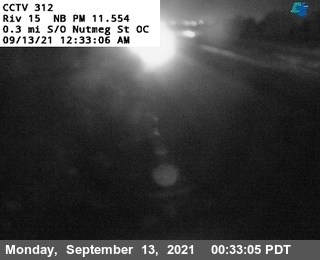 CCTV 312
Riv 15 NB PM 11.554
0.3 mi S/O Nutmeg St OC
09/13/21 12:33:06 AM
Monday, September 13, 2021 00:33:05 PDT